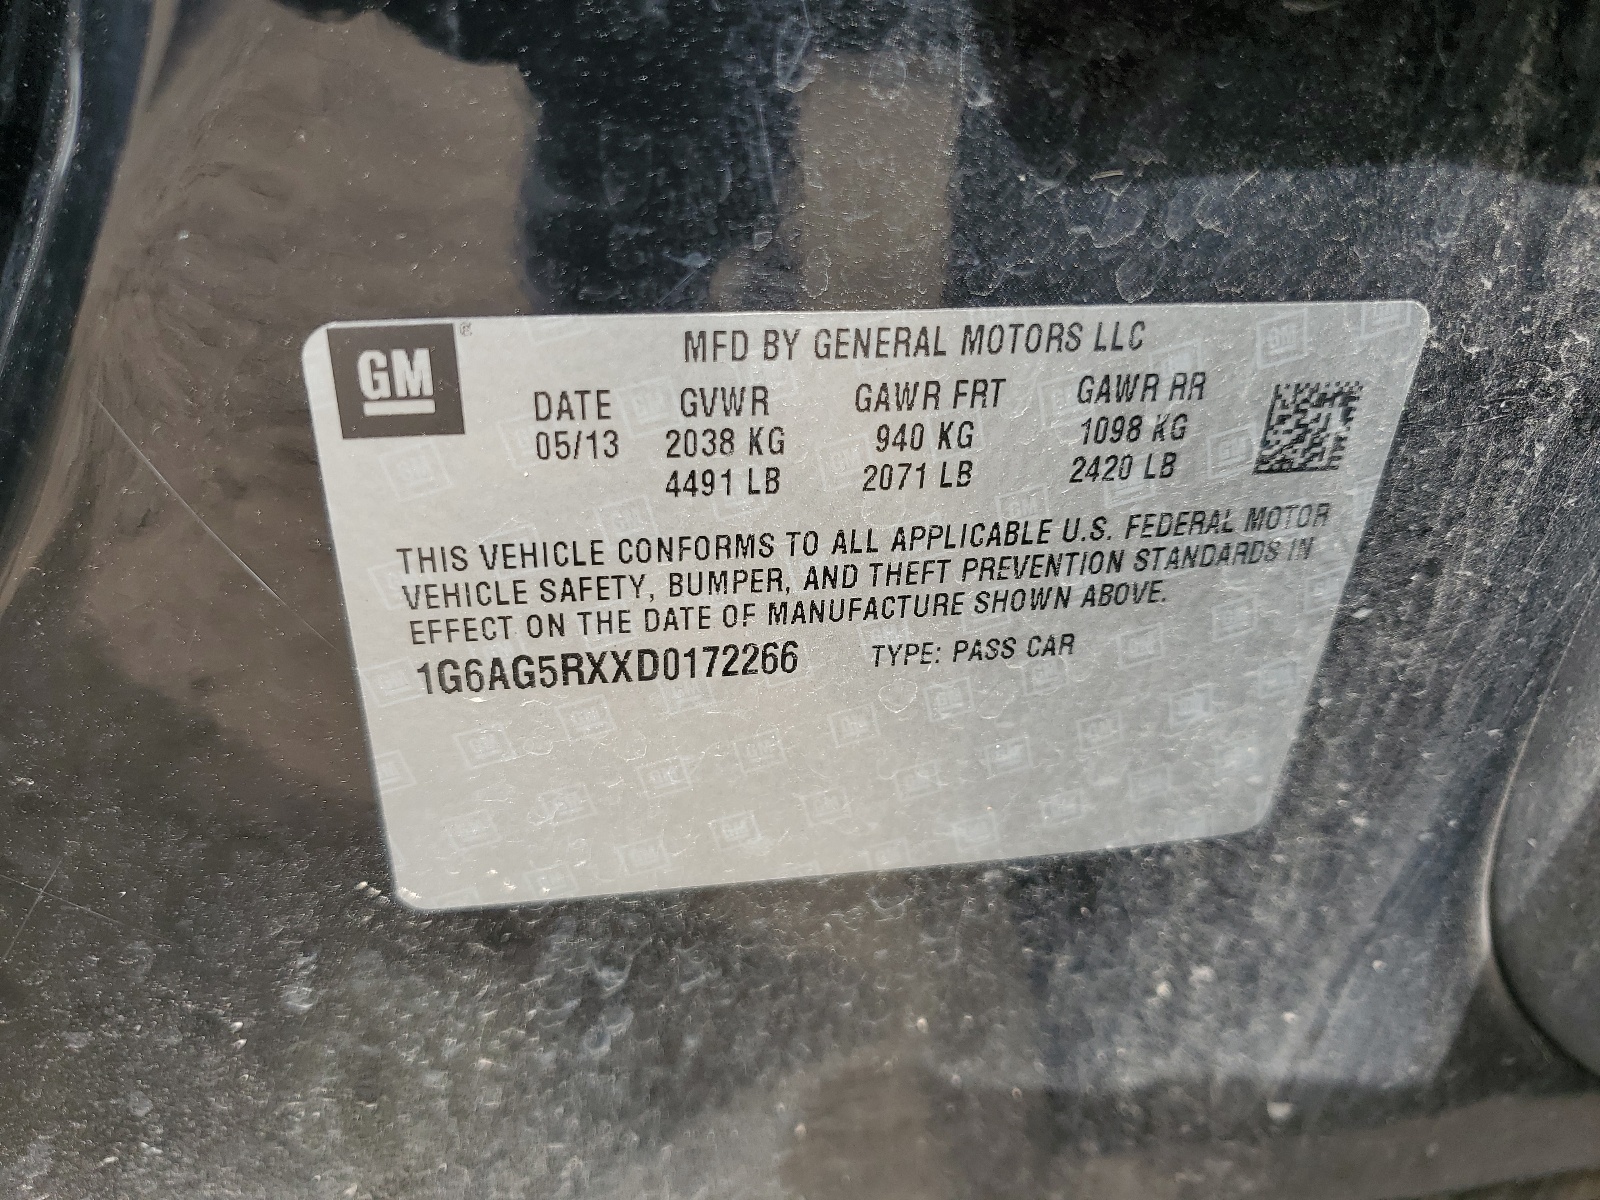 GM ®
MFD BY GENERAL MOTORS LLC
DATE GVWR GAWR FRT GAWR RR
05/13 2038 KG 940 KG 1098 KG
4491 LB 2071 LB 2420 LB
THIS VEHICLE CONFORMS TO ALL APPLICABLE U.S. FEDERAL MOTOR
VEHICLE SAFETY, BUMPER, AND THEFT PREVENTION STANDARDS IN
EFFECT ON THE DATE OF MANUFACTURE SHOWN ABOVE.
1G6AG5RXXD0172266 TYPE: PASS CAR